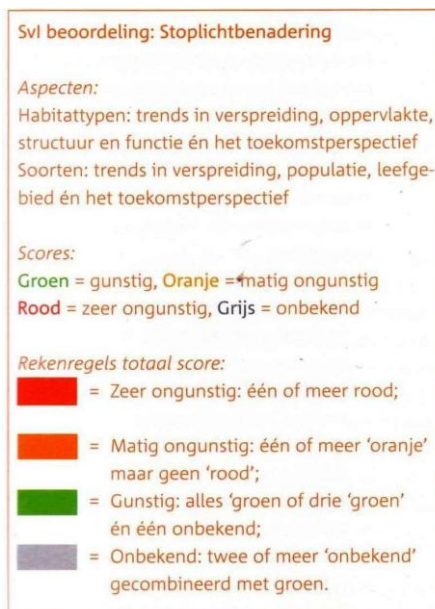 SvI beoordeling: Stoplichtbenadering
Aspecten:
Habitattypen: trends in verspreiding, oppervlakte,
structuur en functie én het toekomstperspectief
Soorten: trends in verspreiding, populatie, leefge-
bied én het toekomstperspectief
Scores:
Groen = gunstig, Oranje = matig ongunstig
Rood = zeer ongunstig, Grijs = onbekend
Rekenregels totaal score:
= Zeer ongunstig: één of meer rood;
= Matig ongunstig: één of meer 'oranje'
maar geen 'rood';
= Gunstig: alles 'groen of drie 'groen'
én één onbekend;
= Onbekend: twee of meer 'onbekend'
gecombineerd met groen.